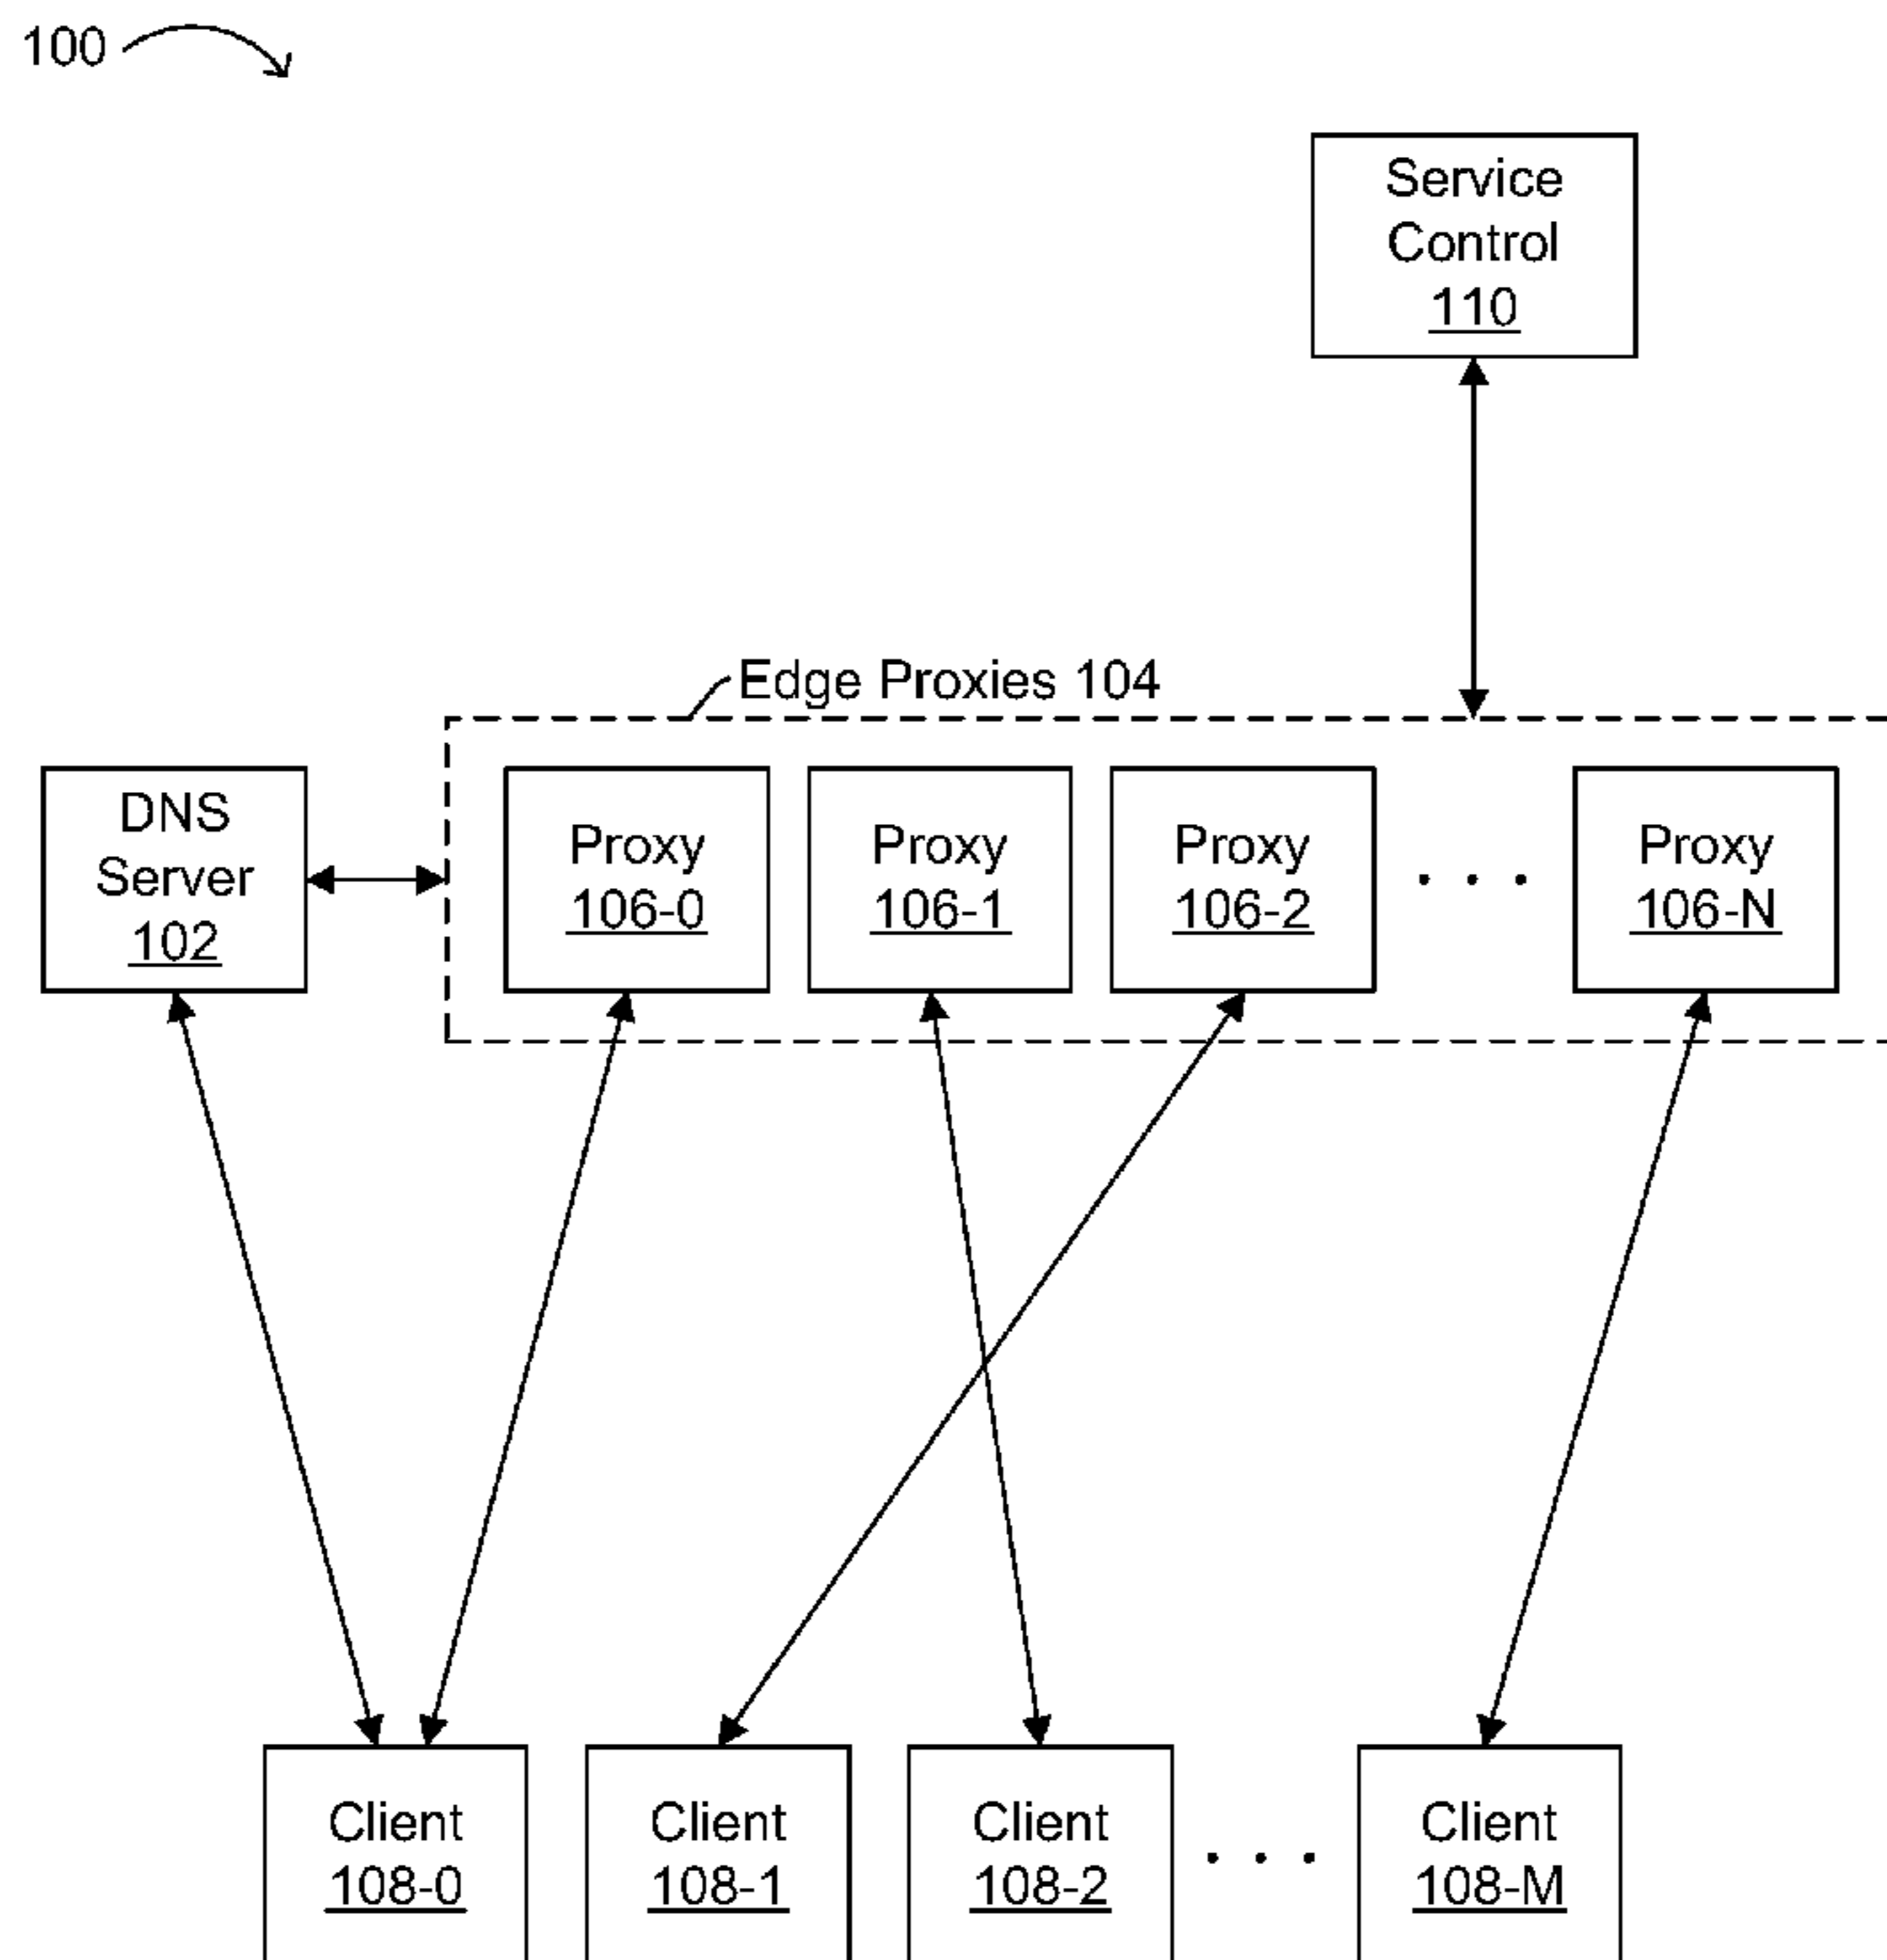 100
Service
Control
110
Edge Proxies 104
DNS
Server
102
Proxy
106-0
Proxy
106-1
Proxy
106-2
. . .
Proxy
106-N
Client
108-0
Client
108-1
Client
108-2
. . .
Client
108-M